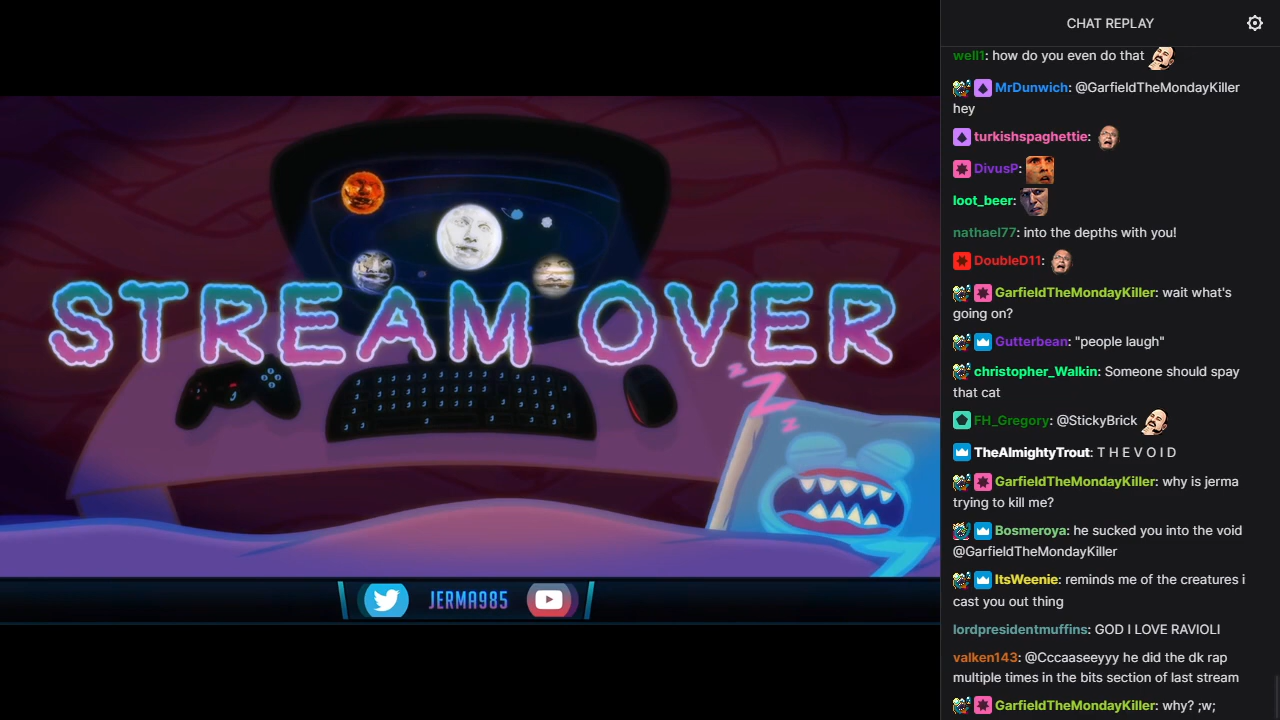 CHAT REPLAY
well1: how do you even do that
MrDunwich: @GarfieldTheMondayKiller
hey
turkishspaghettie:
DivusP:
loot_beer:
nathael77: into the depths with you!
DoubleD11:
GarfieldTheMondayKiller: wait what's
going on?
Gutterbean: "people laugh"
christopher_Walkin: Someone should spay
that cat
FH_Gregory: @StickyBrick
TheAlmightyTrout: T H E V O I D
GarfieldTheMondayKiller: why is jerma
trying to kill me?
Bosmeroya: he sucked you into the void
@GarfieldTheMondayKiller
ItsWeenie: reminds me of the creatures i
cast you out thing
lordpresidentmuffins: GOD I LOVE RAVIOLI
valken143: @Cccaaseeyyy he did the dk rap
multiple times in the bits section of last stream
GarfieldTheMondayKiller: why? ;w;
STREAM OVER
z
Z
z
JERMA985